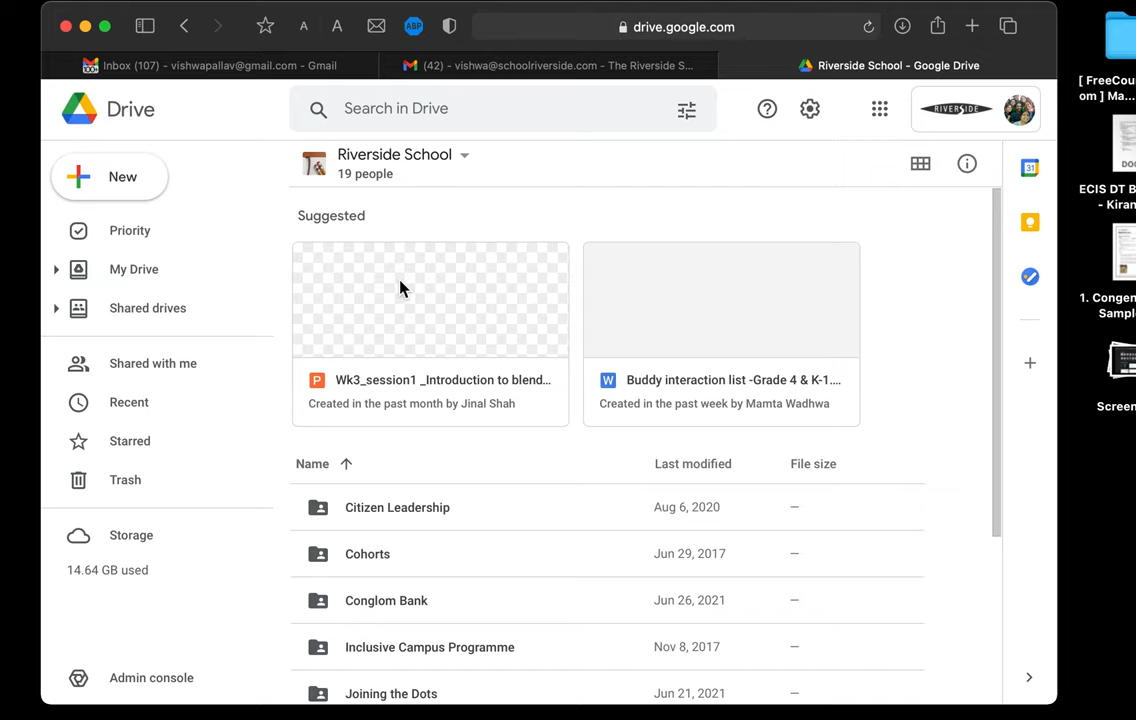 A
A
ABP
drive.google.com
Inbox (107) - vishwapallav@gmail.com - Gmail
(42) - vishwa@schoolriverside.com - The Riverside S...
Riverside School - Google Drive
Drive
Search in Drive
RIVERSIDE
New
Riverside School
19 people
31
Priority
My Drive
Shared drives
Shared with me
Recent
Starred
Trash
Storage
14.64 GB used
Admin console
Suggested
P Wk3_session1 _Introduction to blend...
Created in the past month by Jinal Shah
W Buddy interaction list -Grade 4 & K-1....
Created in the past week by Mamta Wadhwa
Name Last modified File size
Citizen Leadership Aug 6, 2020 –
Cohorts Jun 29, 2017 –
Conglom Bank Jun 26, 2021 –
Inclusive Campus Programme Nov 8, 2017 –
Joining the Dots Jun 21, 2021 –
[ FreeCou
om ] Ma...
DOC
ECIS DT B
- Kiran
1. Congen
Sampl
Screen